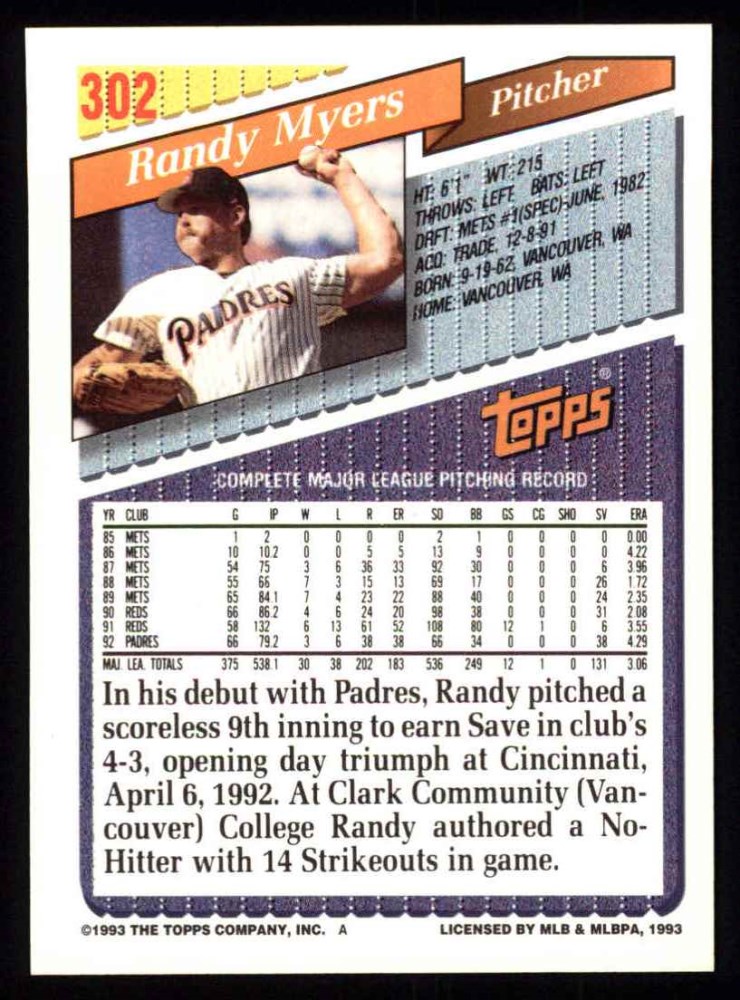 302
Randy Myers
Pitcher
HT: 6'1" WT: 215
THROWS: LEFT BATS: LEFT
DRFT: METS #1(SPEC)-JUNE, 1982
ACQ: TRADE, 12-8-91
BORN: 9-19-62, VANCOUVER, WA
HOME: VANCOUVER, WA
PADRES
topps®
COMPLETE MAJOR LEAGUE PITCHING RECORD
YR CLUB G IP W L R ER SO BB GS CG SHO SV ERA
85 METS 1 2 0 0 0 0 2 1 0 0 0 0 0.00
86 METS 10 10.2 0 0 5 5 13 9 0 0 0 0 4.22
87 METS 54 75 3 6 36 33 92 30 0 0 0 6 3.96
88 METS 55 66 7 3 15 13 69 17 0 0 0 26 1.72
89 METS 65 84.1 7 4 23 22 88 40 0 0 0 24 2.35
90 REDS 66 86.2 4 6 24 20 98 38 0 0 0 31 2.08
91 REDS 58 132 6 13 61 52 108 80 12 1 0 6 3.55
92 PADRES 66 79.2 3 6 38 38 66 34 0 0 0 38 4.29
MAJ. LEA. TOTALS 375 538.1 30 38 202 183 536 249 12 1 0 131 3.06
In his debut with Padres, Randy pitched a
scoreless 9th inning to earn Save in club's
4-3, opening day triumph at Cincinnati,
April 6, 1992. At Clark Community (Van-
couver) College Randy authored a No-
Hitter with 14 Strikeouts in game.
©1993 THE TOPPS COMPANY, INC. A
LICENSED BY MLB & MLBPA, 1993